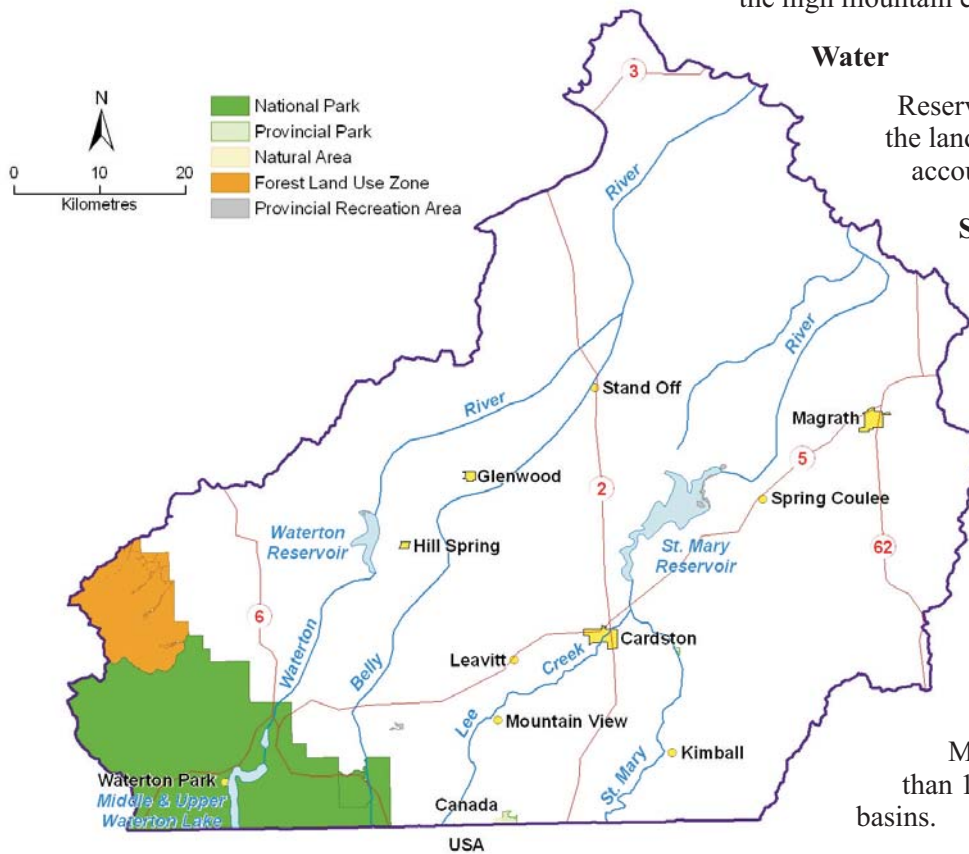 the high mountain
Water
Reserv
the land
accou
S
N
0 10 20
Kilometres
National Park
Provincial Park
Natural Area
Forest Land Use Zone
Provincial Recreation Area
3
River
River
River
Stand Off
Magrath
5
Glenwood
2
Spring Coulee
Waterton
Reservoir
Hill Spring
St. Mary
Reservoir
62
6
Waterton
Belly
Leavitt
Creek
Cardston
Lee
Mountain View
St. Mary
Kimball
Waterton Park
Middle & Upper
Waterton Lake
Canada
USA
M
than 1
basins.